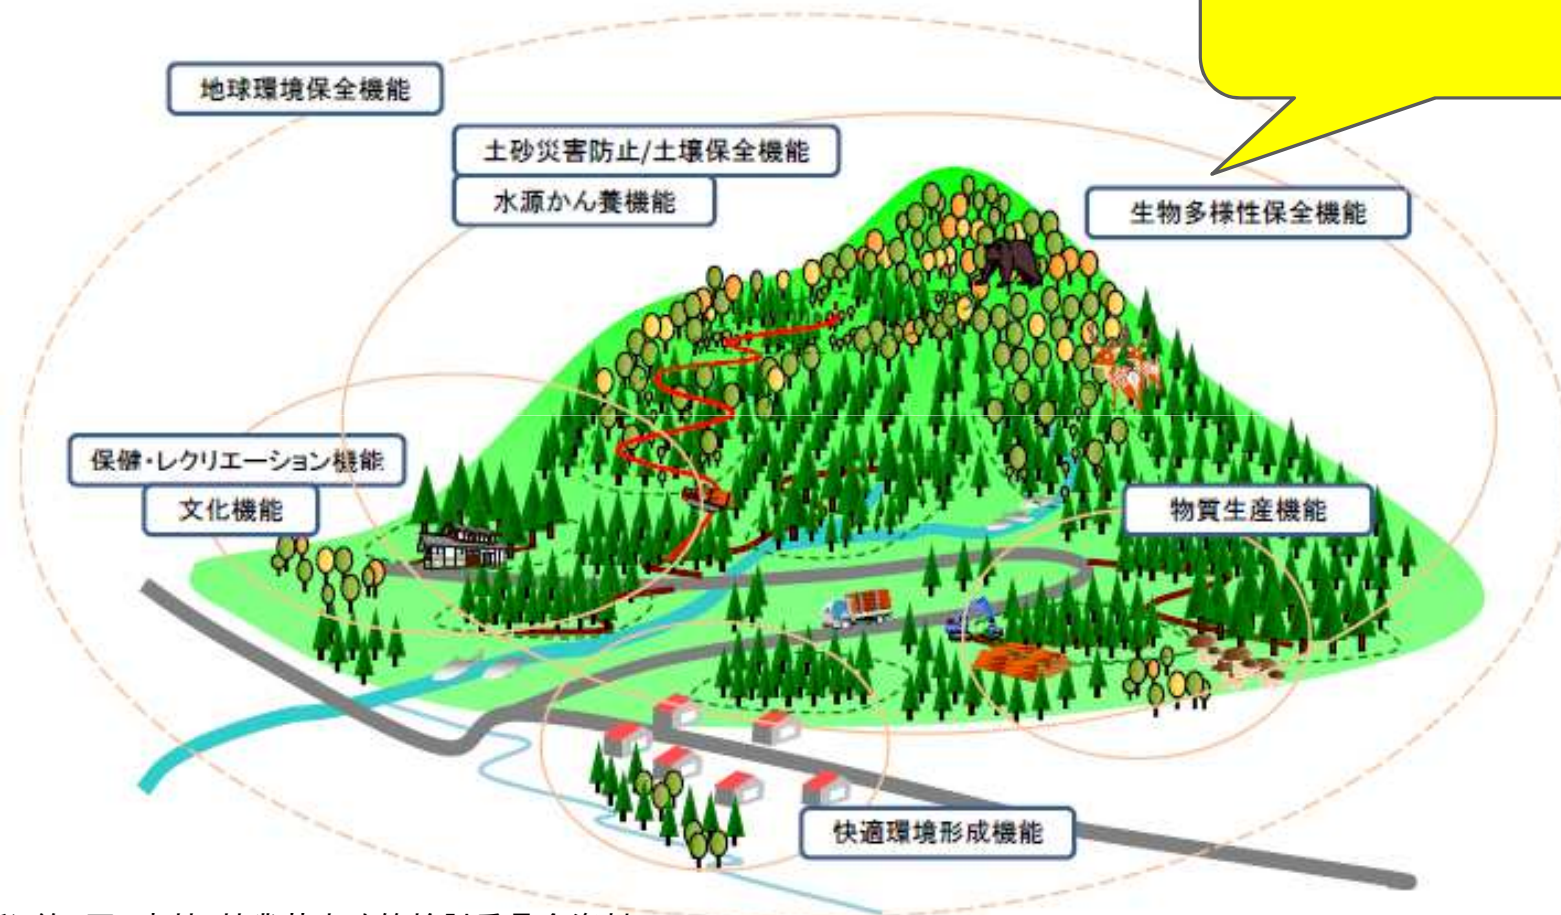 地球環境保全機能
土砂災害防止/土壌保全機能
水源かん養機能
生物多様性保全機能
保健・レクリエーション機能
文化機能
物質生産機能
快適環境形成機能